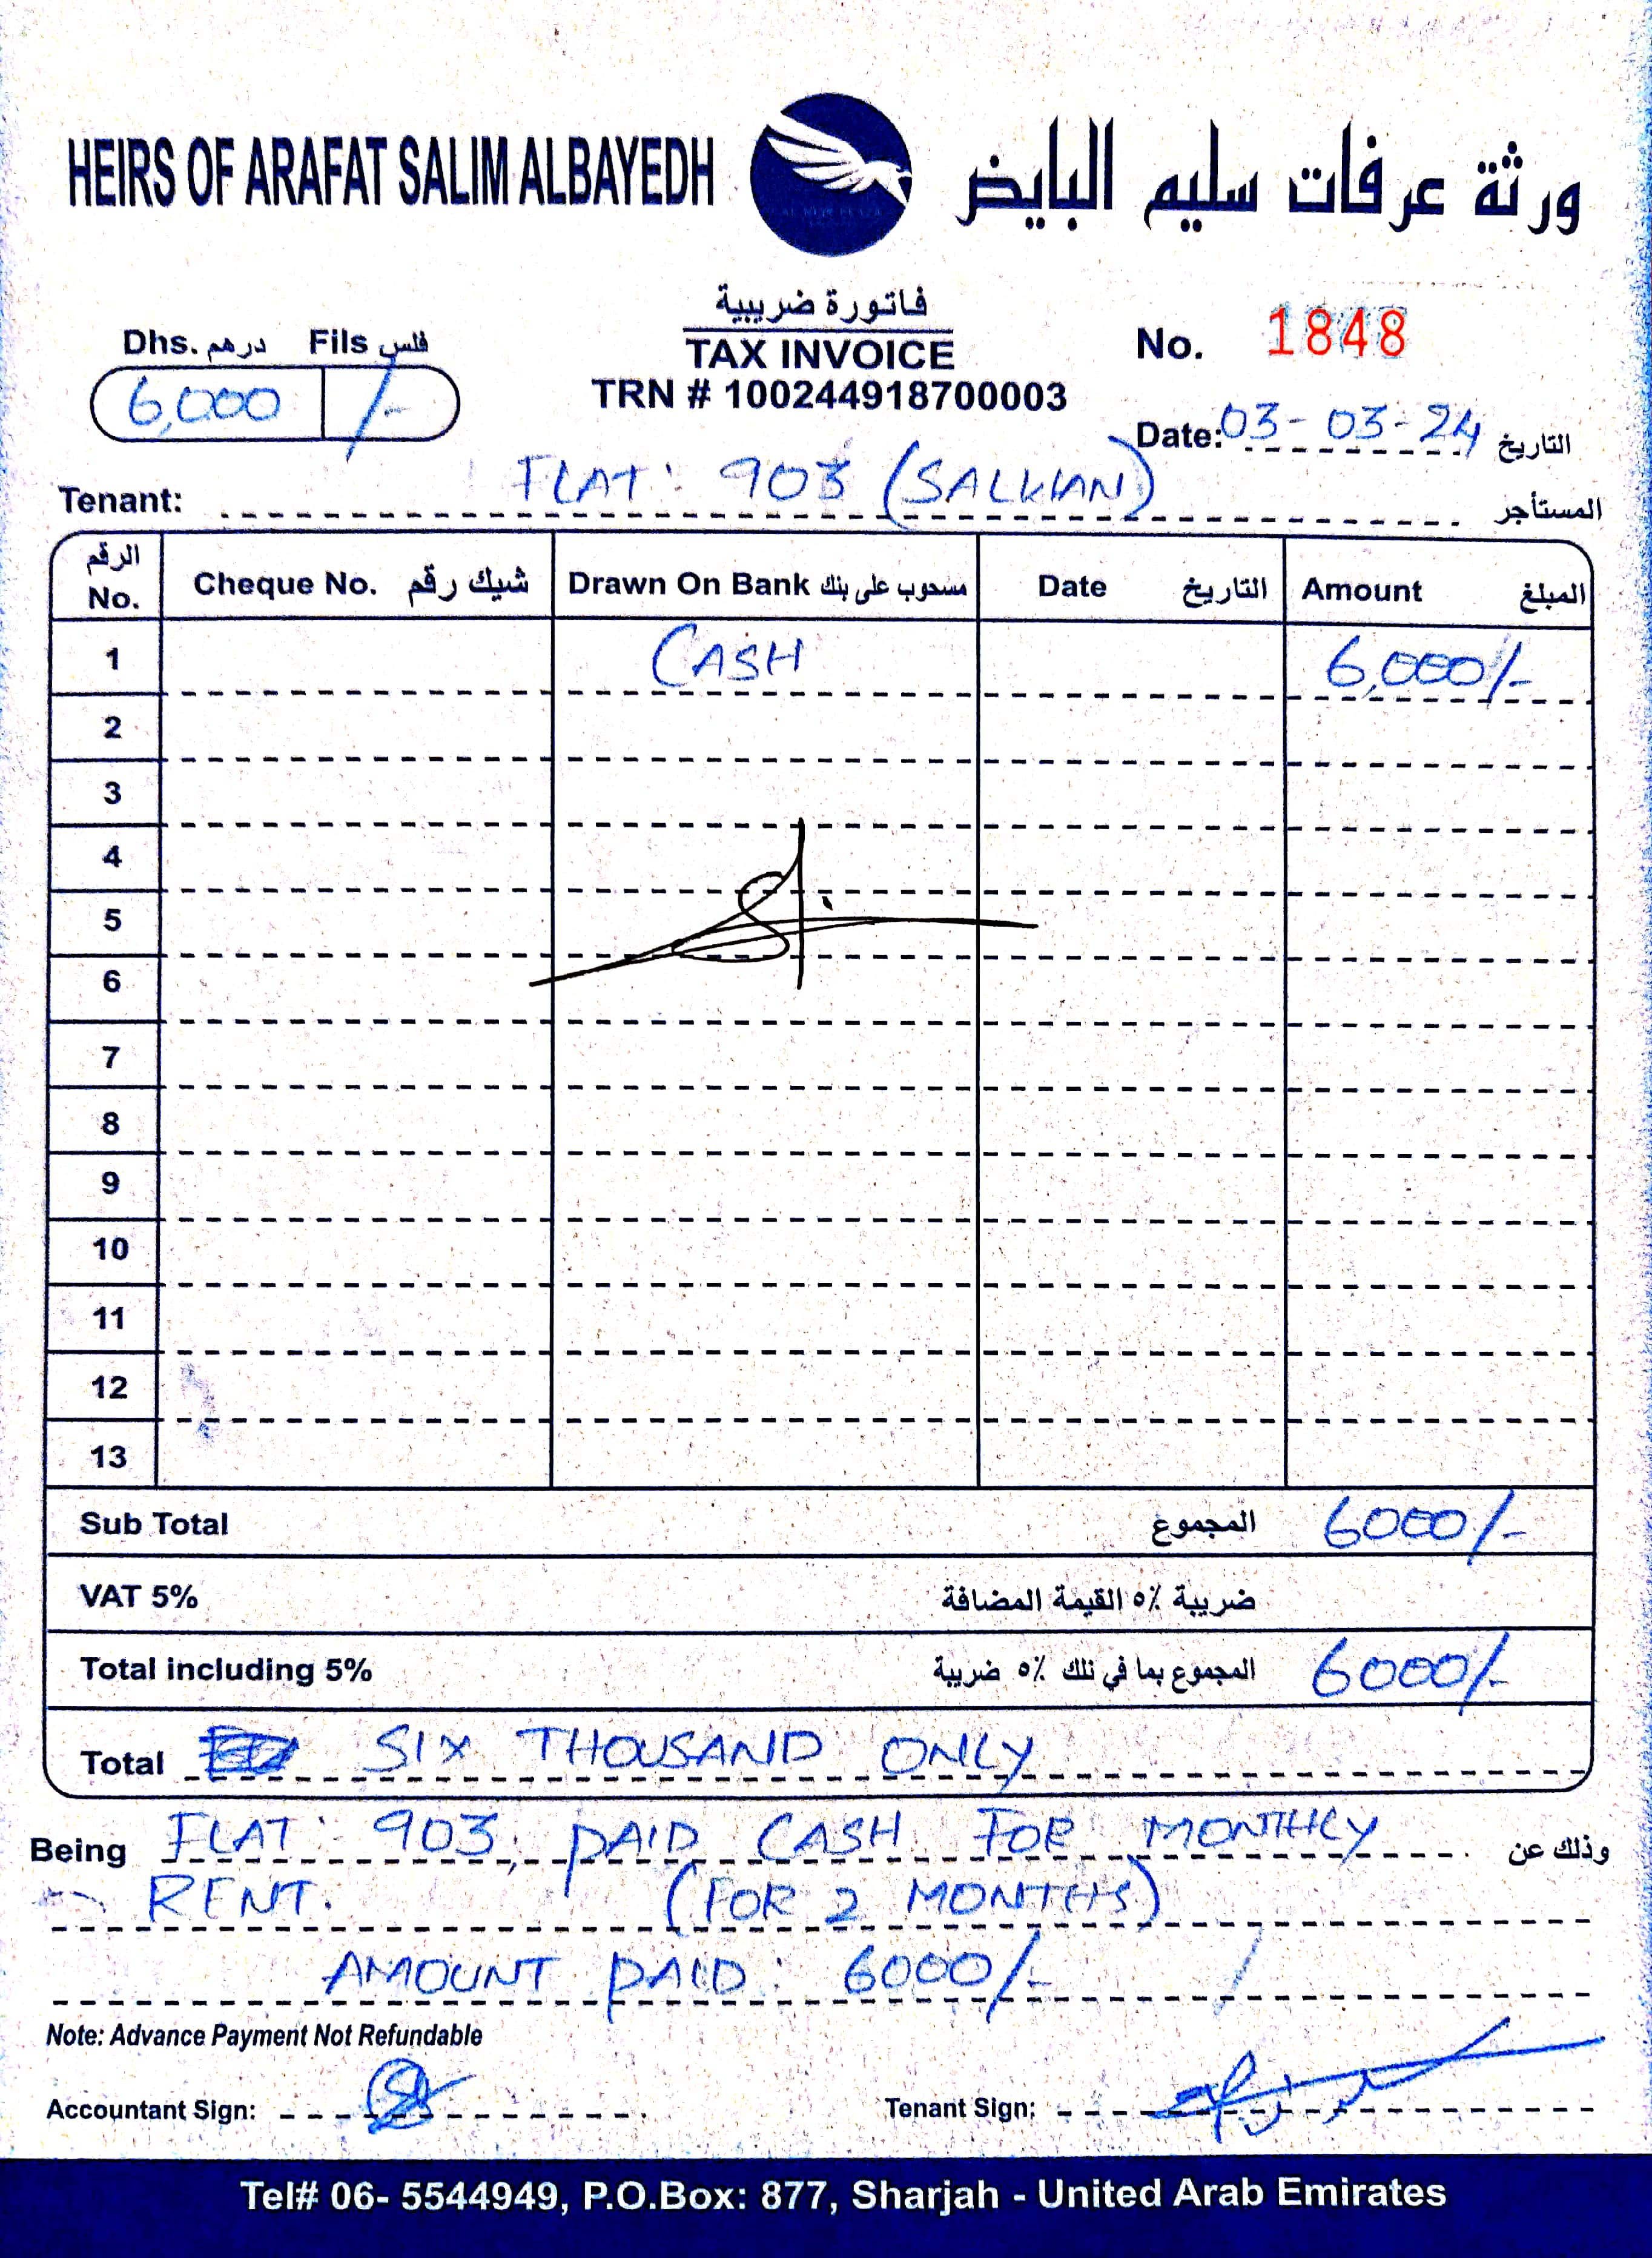 HEIRS OF ARAFAT SALIM ALBAYEDH
ورثة عرفات سليم البايض
Dhs. درهم Fils فلس
6,000 /-
فاتورة ضريبية
TAX INVOICE
TRN # 100244918700003
No. 1848
Date: 03-03-24 التاريخ
Tenant: FLAT: 903 (SALMAN) المستأجر
الرقم No. Cheque No. شيك رقم Drawn On Bank مسحوب على بنك Date التاريخ Amount المبلغ
1 CASH 6,000/-
2
3
4
5
6
7
8
9
10
11
12
13
Sub Total المجموع 6000/-
VAT 5% ضريبة ٥٪ القيمة المضافة
Total including 5% المجموع بما في ذلك ٥٪ ضريبة 6000/-
Total SIX THOUSAND ONLY
Being FLAT: 903, PAID CASH FOR MONTHLY وذلك عن
RENT. (FOR 2 MONTHS)
AMOUNT PAID: 6000/-
Note: Advance Payment Not Refundable
Accountant Sign: Tenant Sign:
Tel# 06- 5544949, P.O.Box: 877, Sharjah - United Arab Emirates